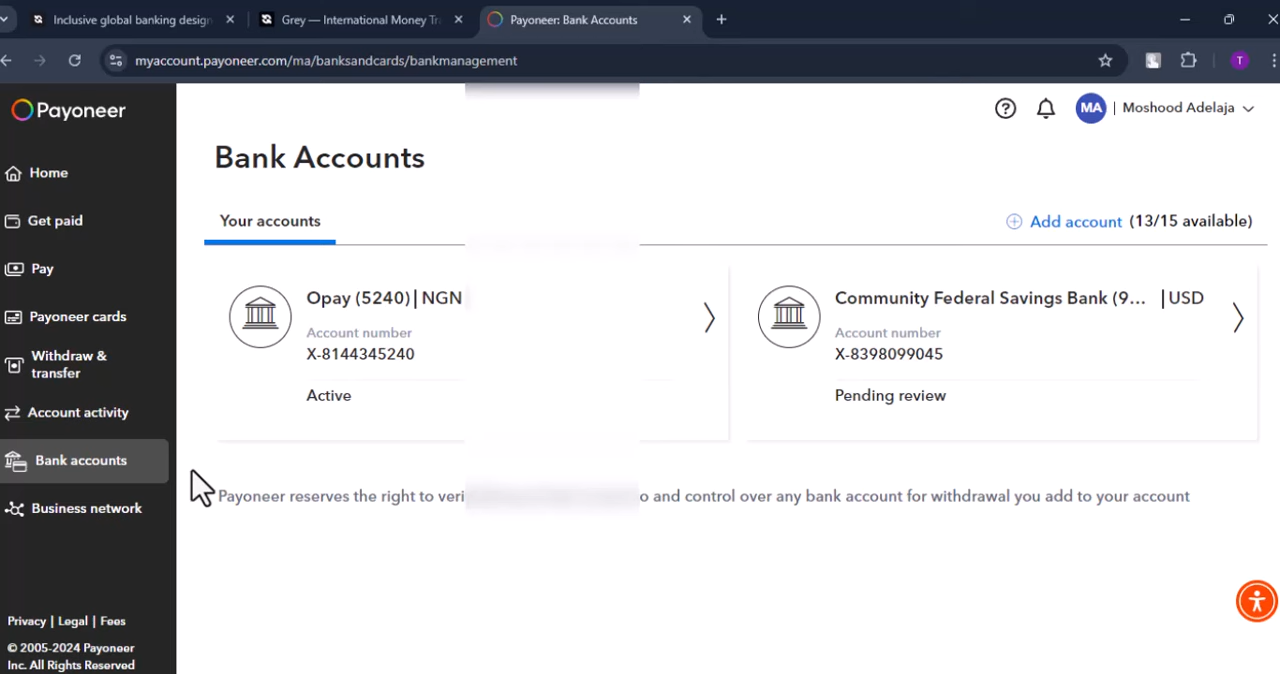 Inclusive global banking design
Grey — International Money Tra
Payoneer: Bank Accounts
myaccount.payoneer.com/ma/banksandcards/bankmanagement
T
Payoneer
MA | Moshood Adelaja
Home
Get paid
Pay
Payoneer cards
Withdraw &
transfer
Account activity
Bank accounts
Business network
Privacy | Legal | Fees
© 2005-2024 Payoneer
Inc. All Rights Reserved
Bank Accounts
Your accounts
Add account (13/15 available)
Opay (5240) | NGN
Account number
X-8144345240
Active
Community Federal Savings Bank (9... | USD
Account number
X-8398099045
Pending review
Payoneer reserves the right to veri o and control over any bank account for withdrawal you add to your account